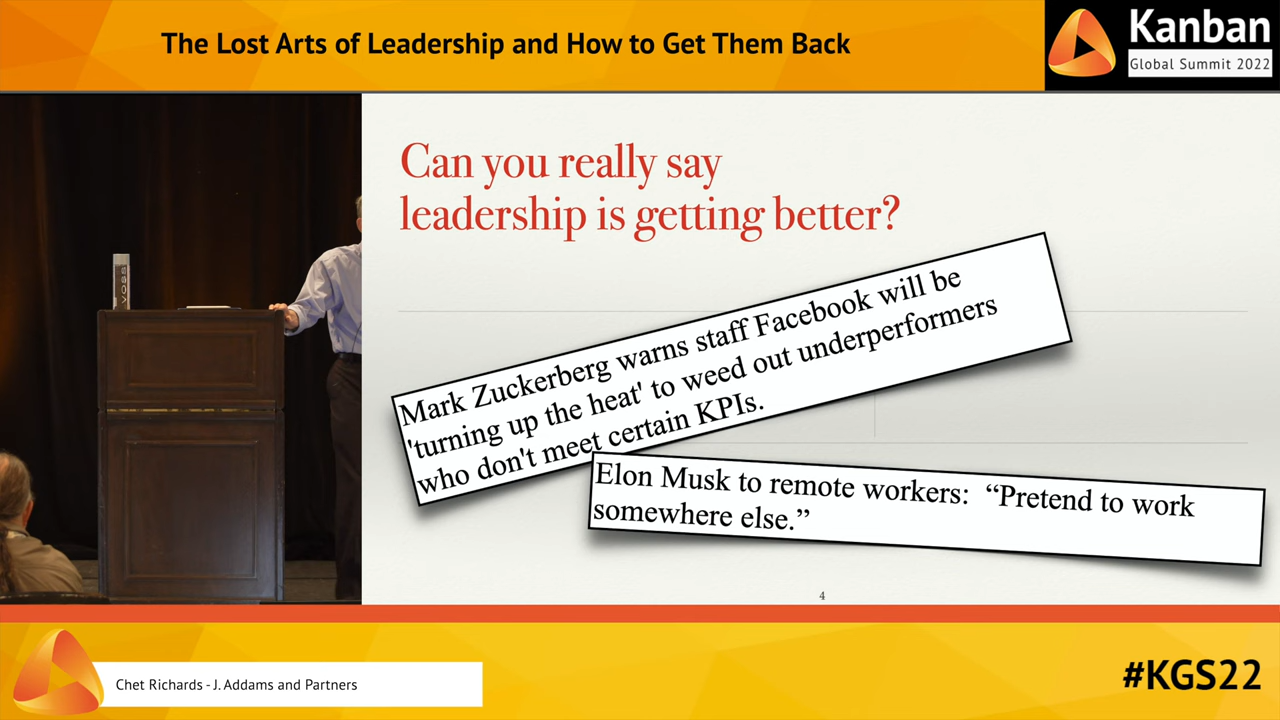 The Lost Arts of Leadership and How to Get Them Back
Kanban
Global Summit 2022
Can you really say
leadership is getting better?
Mark Zuckerberg warns staff Facebook will be
'turning up the heat' to weed out underperformers
who don't meet certain KPIs.
Elon Musk to remote workers:  “Pretend to work
somewhere else.”
4
VOSS
Chet Richards - J. Addams and Partners
#KGS22